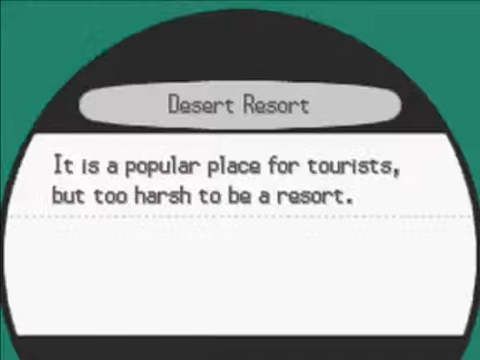 Desert Resort
It is a popular place for tourists,
but too harsh to be a resort.